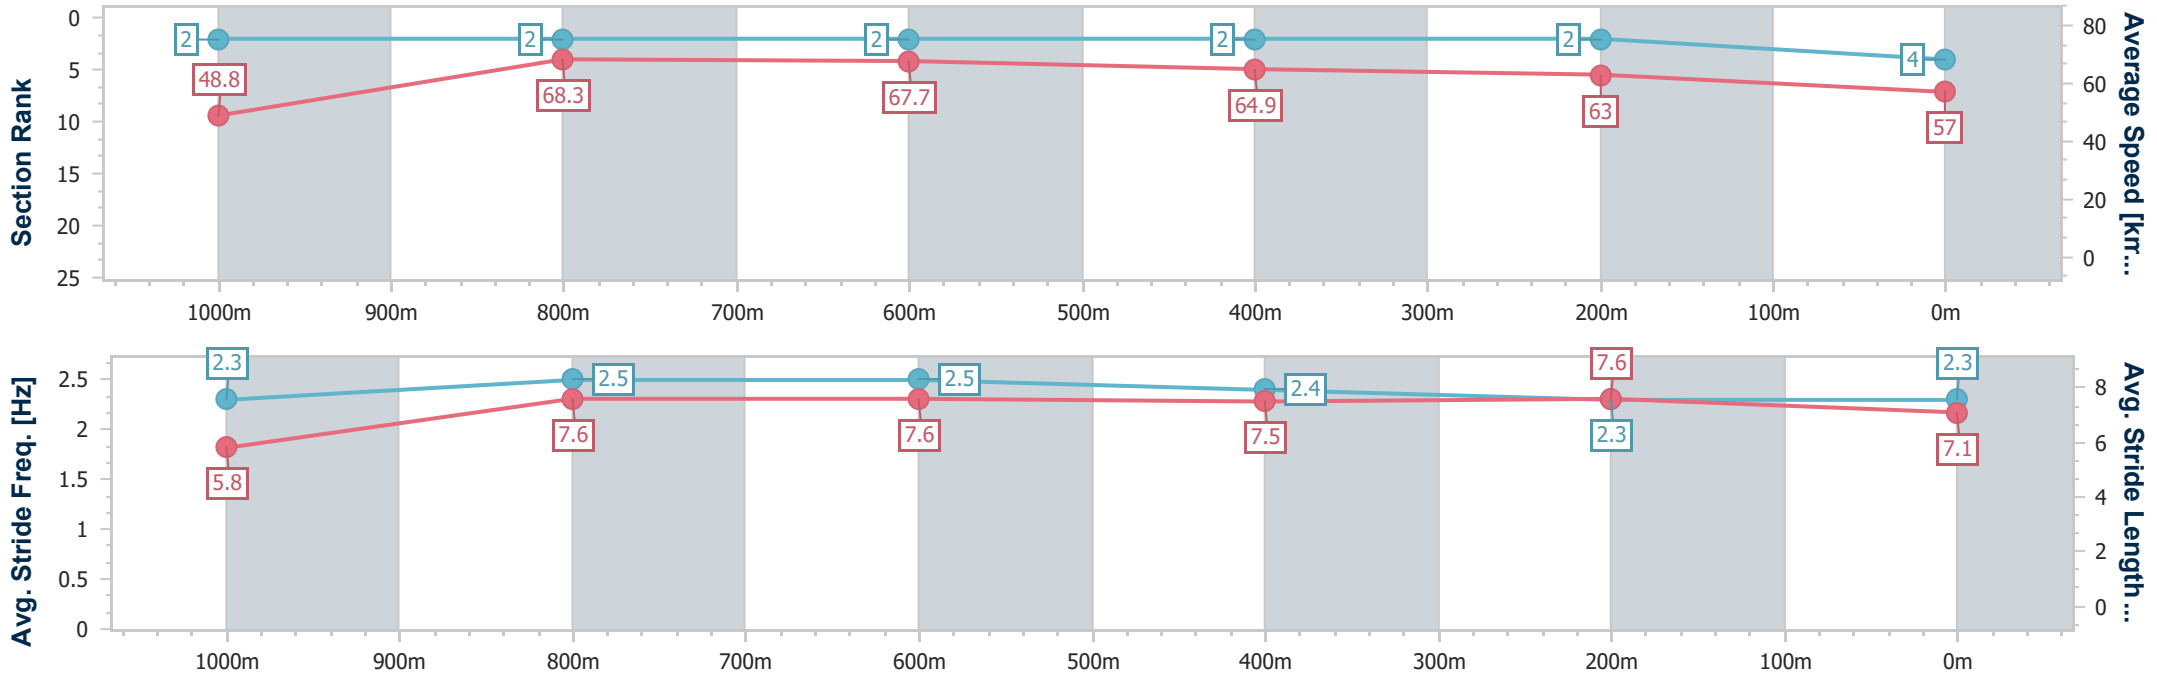 Section Rank
0
5
10
15
20
25
2
2
2
2
2
4
48.8
68.3
67.7
64.9
63
57
80
60
40
20
0
Average Speed [km...
1000m
900m
800m
700m
600m
500m
400m
300m
200m
100m
0m
Avg. Stride Freq. [Hz]
2.5
2
1.5
1
0.5
0
2.3
2.5
2.5
2.4
2.3
2.3
5.8
7.6
7.6
7.5
7.6
7.1
8
6
4
2
0
Avg. Stride Length ...
1000m
900m
800m
700m
600m
500m
400m
300m
200m
100m
0m